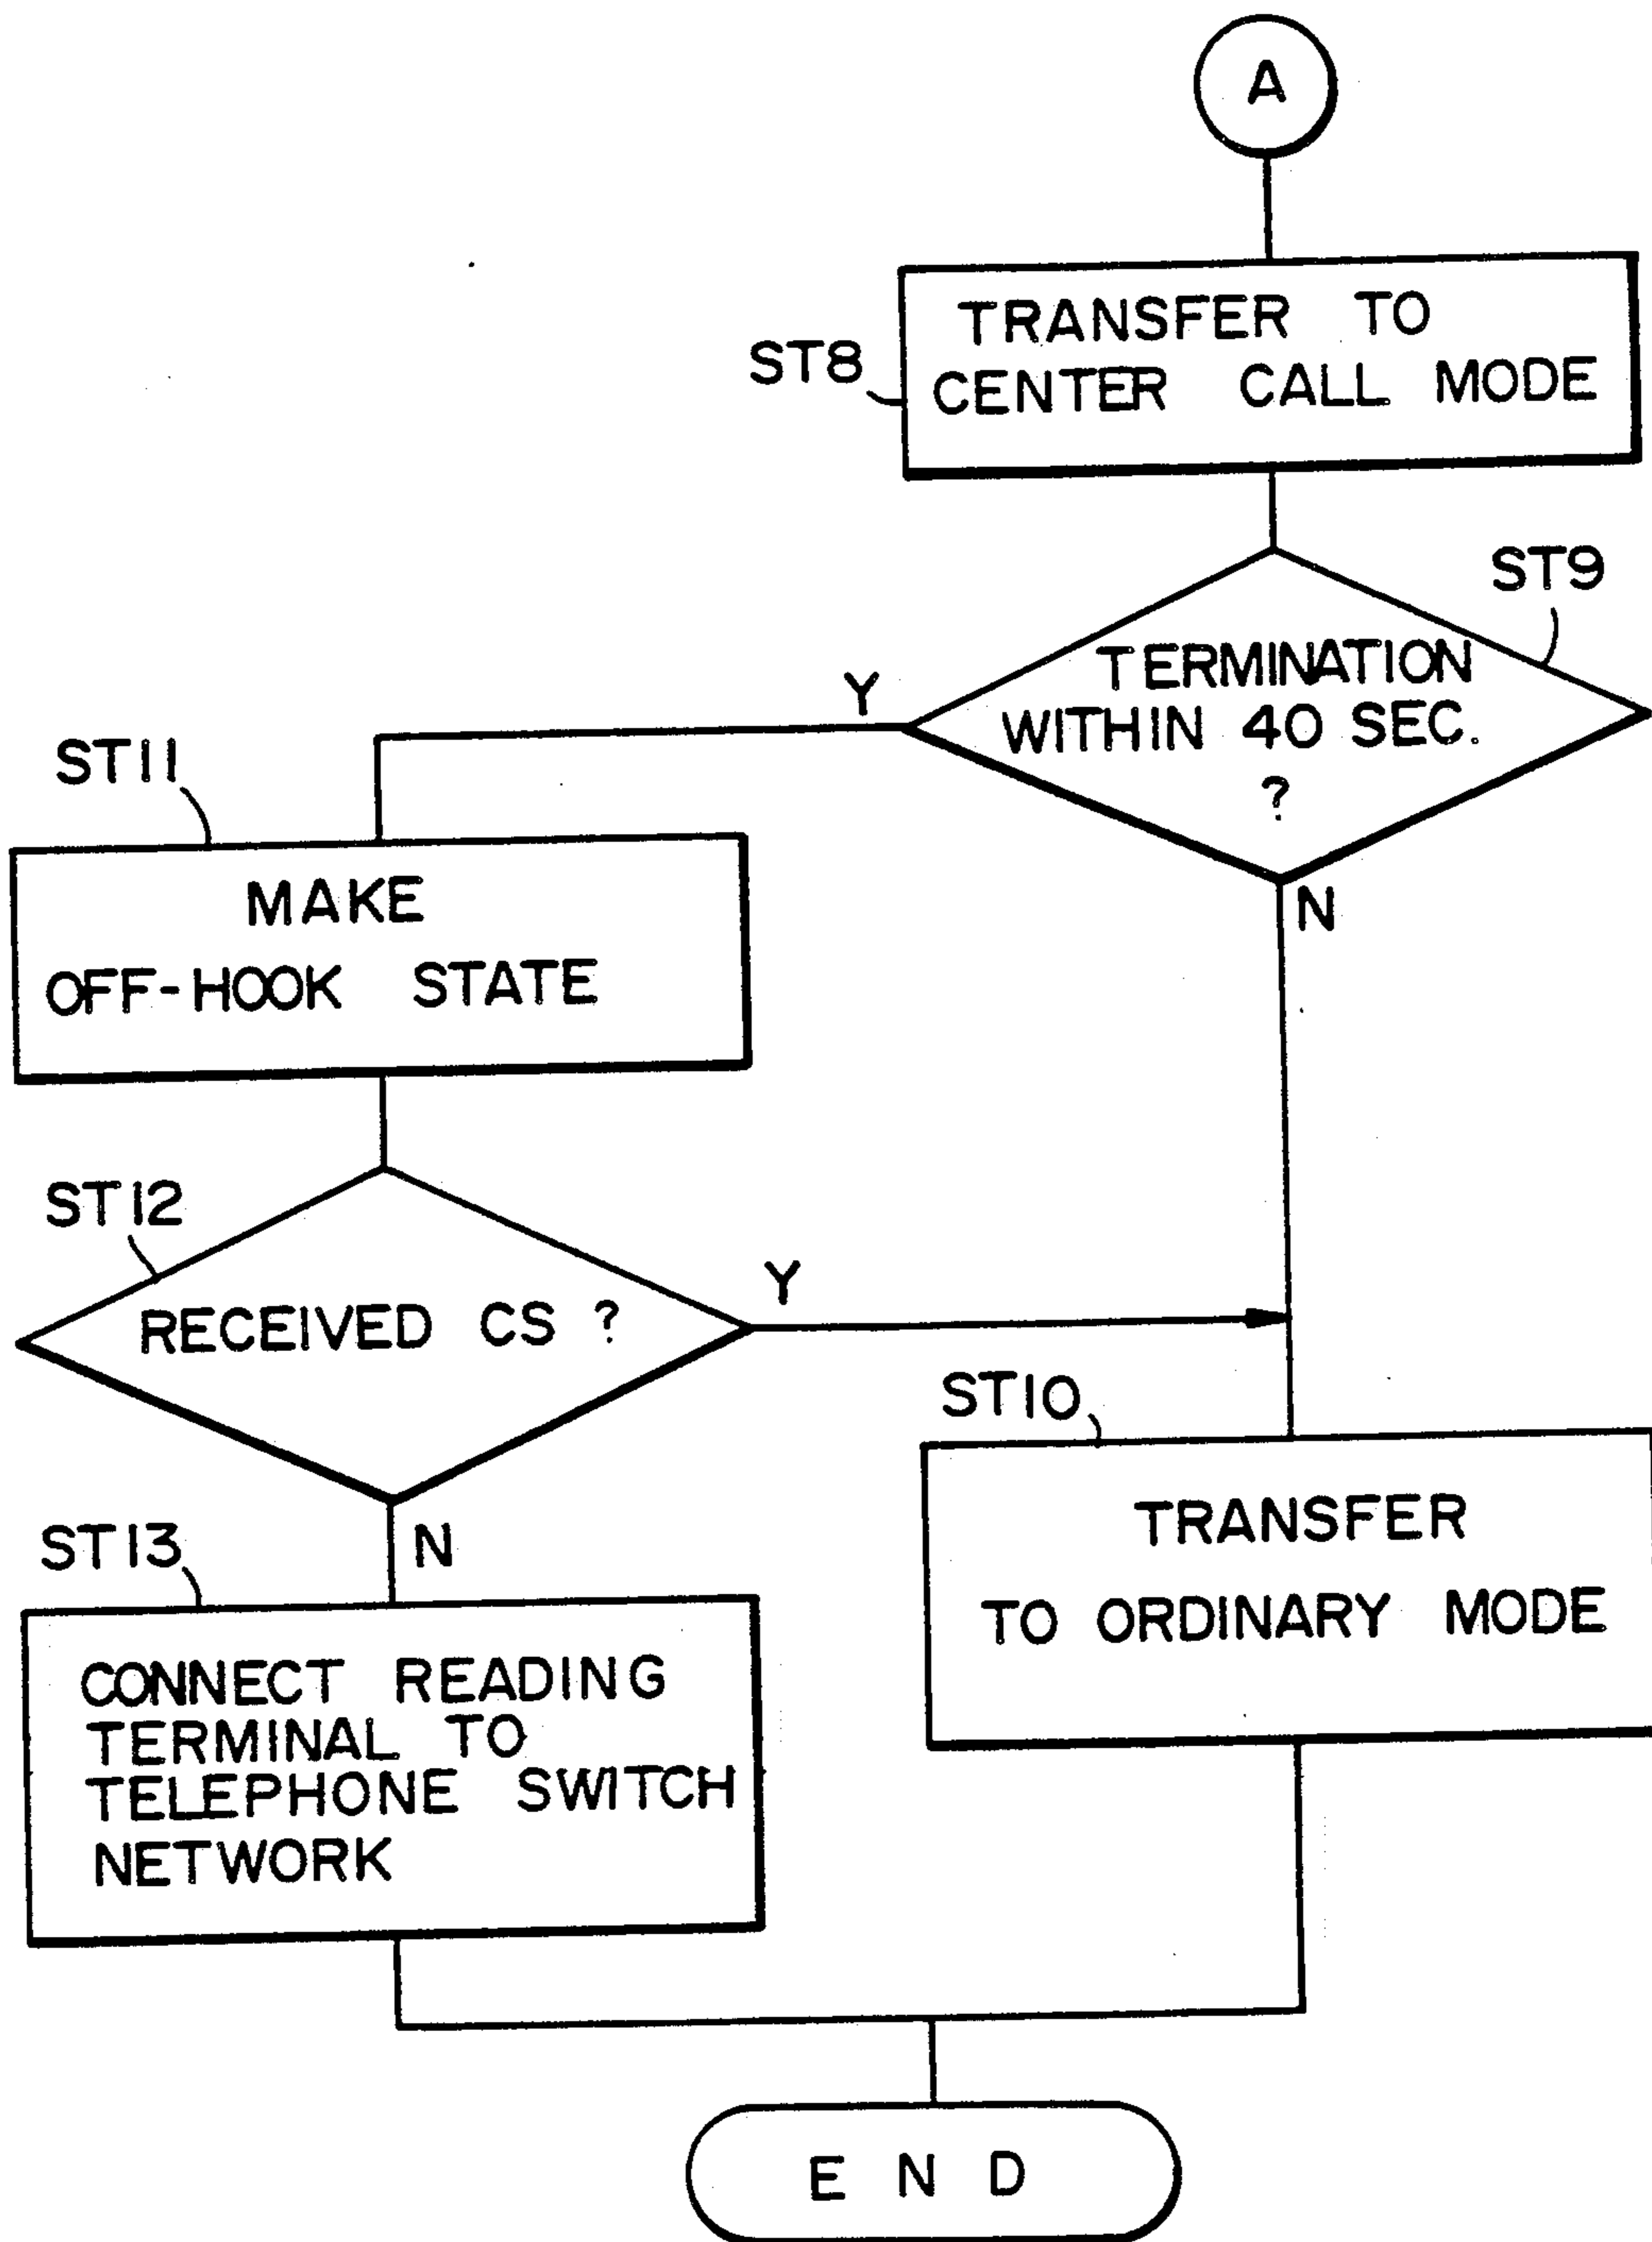 A
TRANSFER TO
CENTER CALL MODE
ST8
ST9
TERMINATION
WITHIN 40 SEC.
?
Y
N
ST11
MAKE
OFF-HOOK STATE
ST12
RECEIVED CS ?
Y
N
ST10
TRANSFER
TO ORDINARY MODE
ST13
CONNECT READING
TERMINAL TO
TELEPHONE SWITCH
NETWORK
END